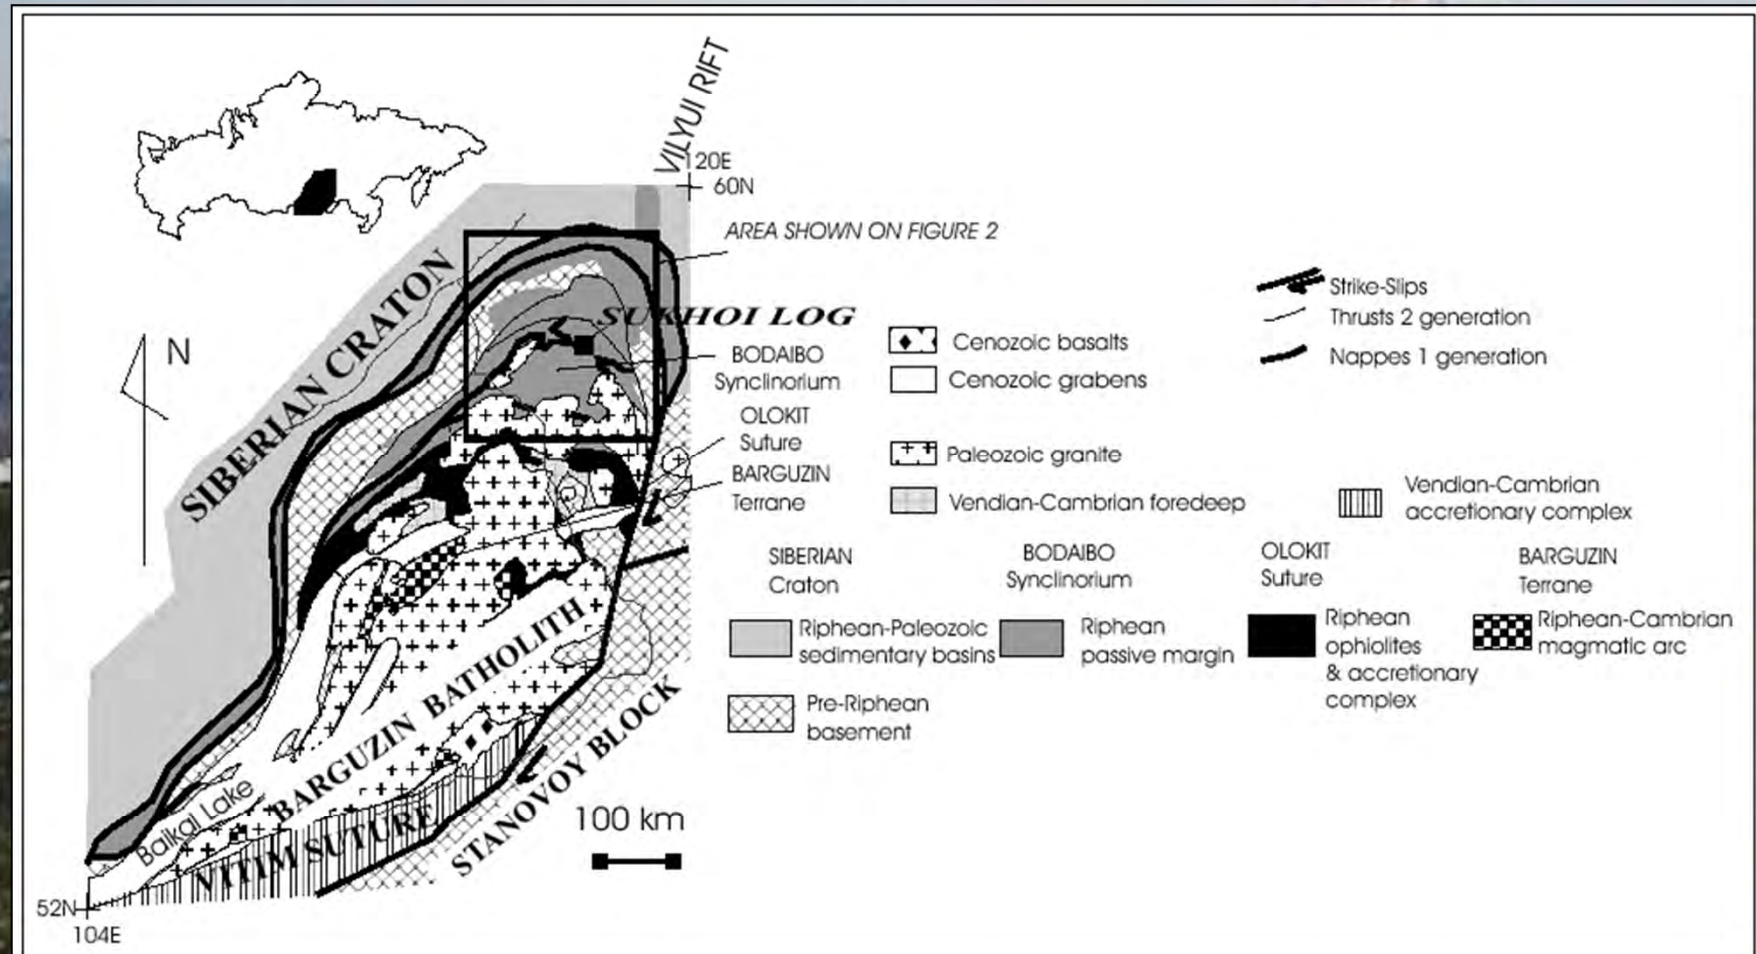 VILYUI RIFT
120E
60N
AREA SHOWN ON FIGURE 2
SIBERIAN CRATON
N
SUKHOI LOG
BODAIBO
Synclinorium
OLOKIT
Suture
BARGUZIN
Terrane
Strike-Slips
Thrusts 2 generation
Nappes 1 generation
Cenozoic basalts
Cenozoic grabens
Paleozoic granite
Vendian-Cambrian foredeep
Vendian-Cambrian
accretionary complex
SIBERIAN
Craton
BODAIBO
Synclinorium
OLOKIT
Suture
BARGUZIN
Terrane
Riphean-Paleozoic
sedimentary basins
Riphean
passive margin
Riphean
ophiolites
& accretionary
complex
Riphean-Cambrian
magmatic arc
Pre-Riphean
basement
BARGUZIN BATHOLITH
STANOVOY BLOCK
Baikal Lake
VITIM SUTURE
100 km
52N
104E